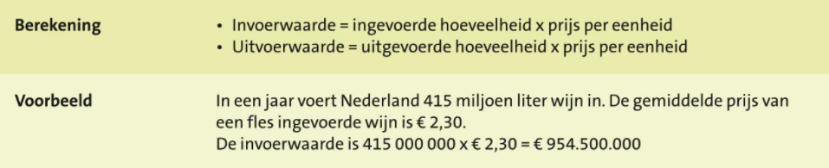 Berekening
• Invoerwaarde = ingevoerde hoeveelheid x prijs per eenheid
• Uitvoerwaarde = uitgevoerde hoeveelheid x prijs per eenheid
Voorbeeld
In een jaar voert Nederland 415 miljoen liter wijn in. De gemiddelde prijs van
een fles ingevoerde wijn is € 2,30.
De invoerwaarde is 415 000 000 x € 2,30 = € 954.500.000